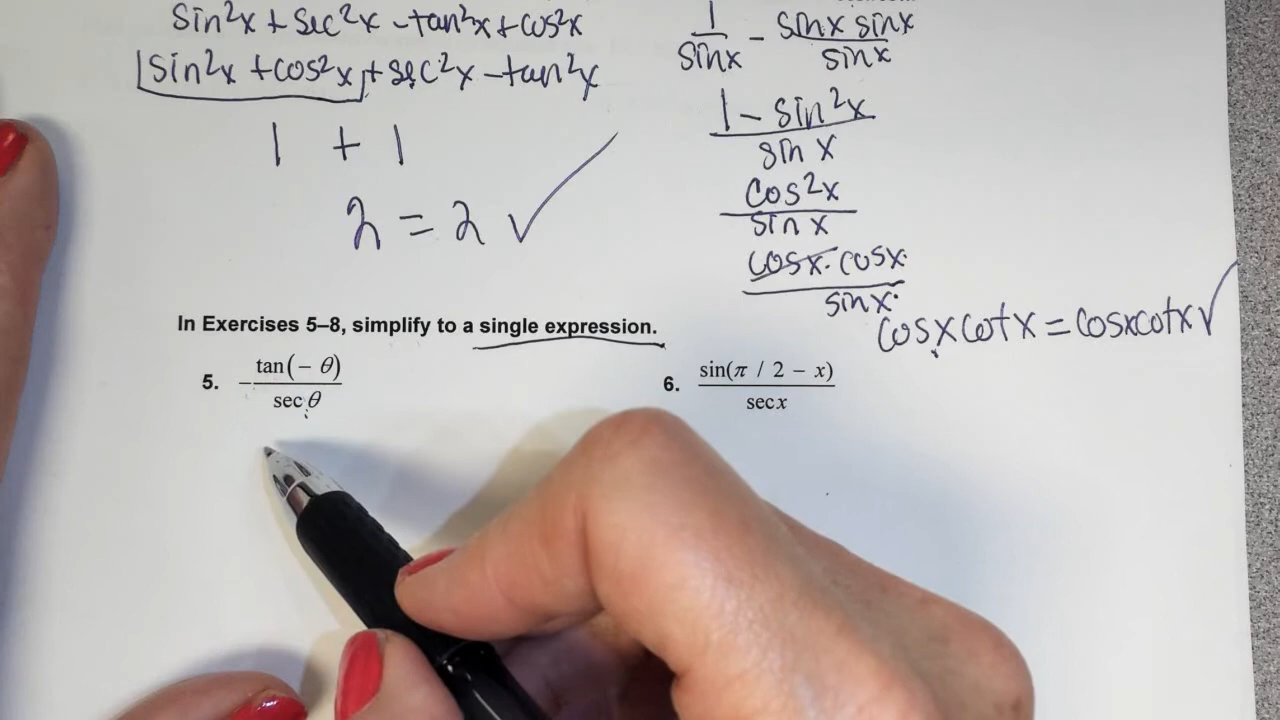 sin²x + sec²x - tan²x + cos²x
sin²x + cos²x + sec²x - tan²x
1 + 1
2 = 2 ✓
1/sinx - sinx sinx/sinx
1 - sin²x
sin x
cos²x
sin x
cosx · cosx
sinx
cosx cotx = cosxcotx ✓
In Exercises 5–8, simplify to a single expression.
5. -tan(− θ)/sec θ
6. sin(π / 2 − x)/sec x